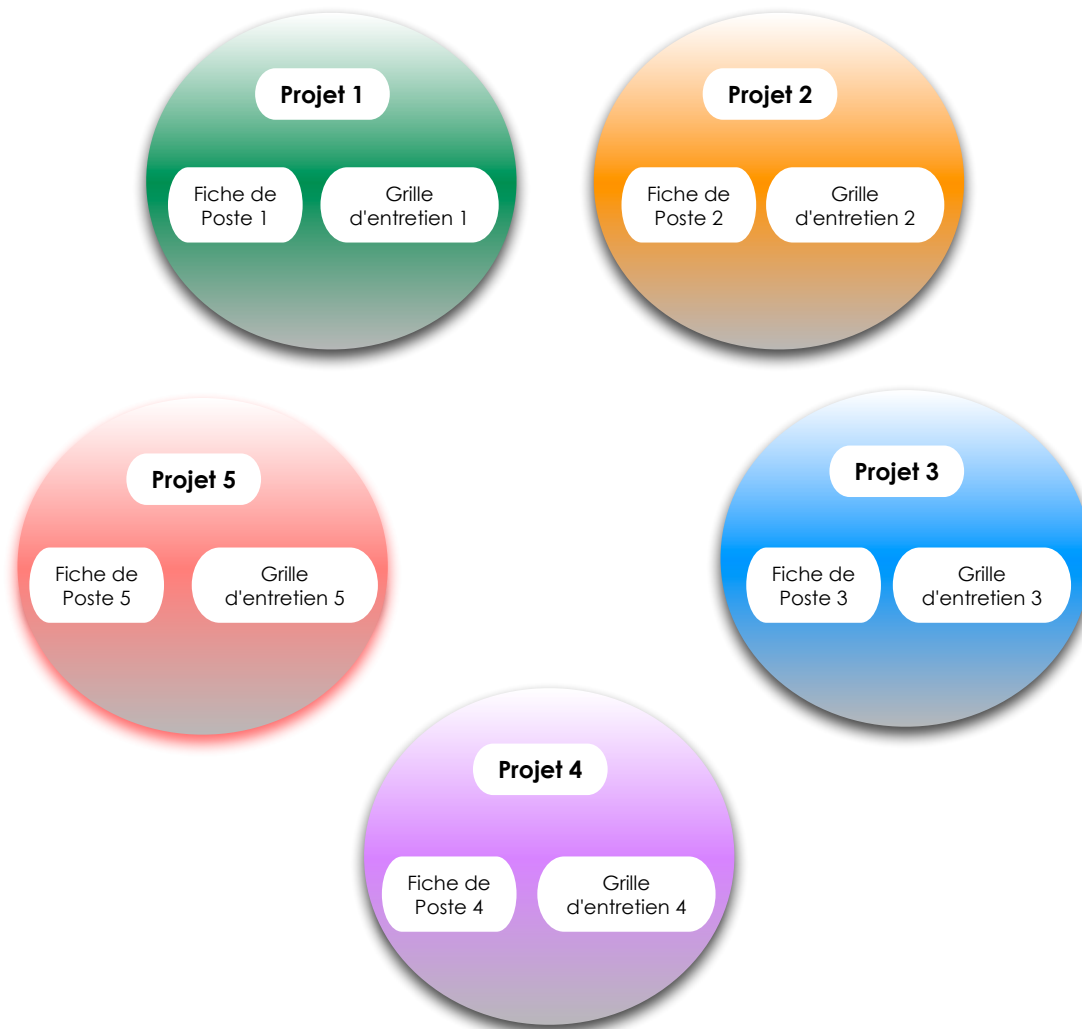 Projet 1
Fiche de
Poste 1
Grille
d'entretien 1
Projet 2
Fiche de
Poste 2
Grille
d'entretien 2
Projet 5
Fiche de
Poste 5
Grille
d'entretien 5
Projet 3
Fiche de
Poste 3
Grille
d'entretien 3
Projet 4
Fiche de
Poste 4
Grille
d'entretien 4